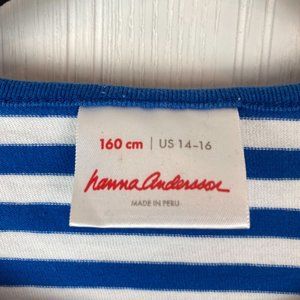 160 cm | US 14-16
hanna andersson
MADE IN PERU